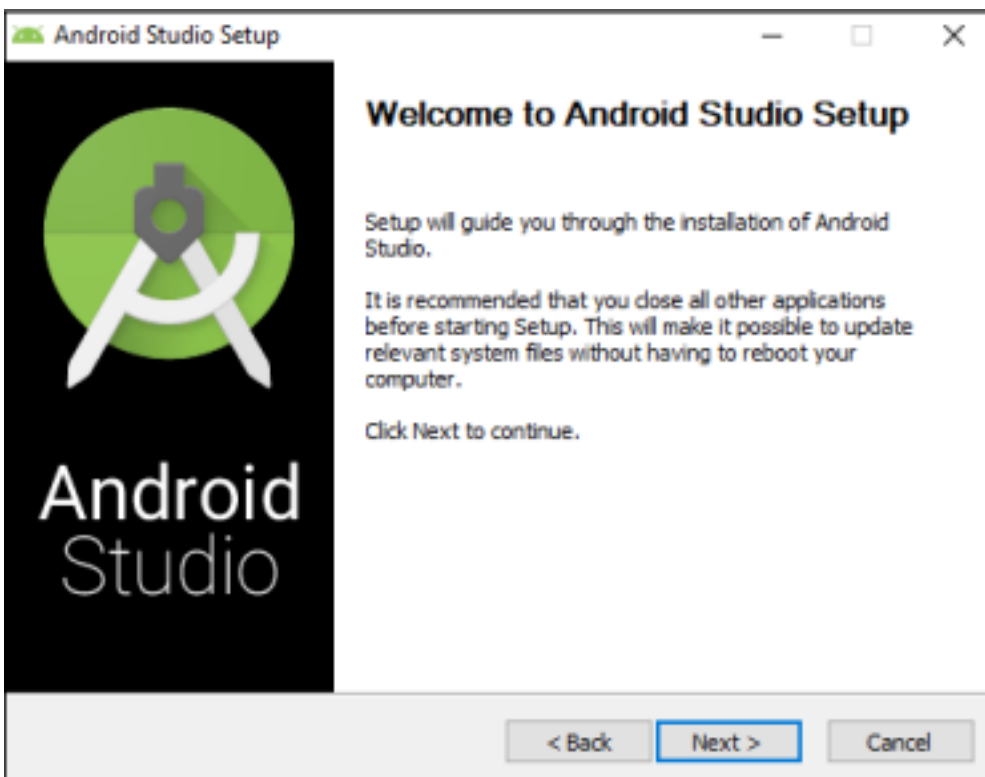 Android Studio Setup
Welcome to Android Studio Setup
Setup will guide you through the installation of Android
Studio.
It is recommended that you close all other applications
before starting Setup. This will make it possible to update
relevant system files without having to reboot your
computer.
Click Next to continue.
Android
Studio
< Back
Next >
Cancel